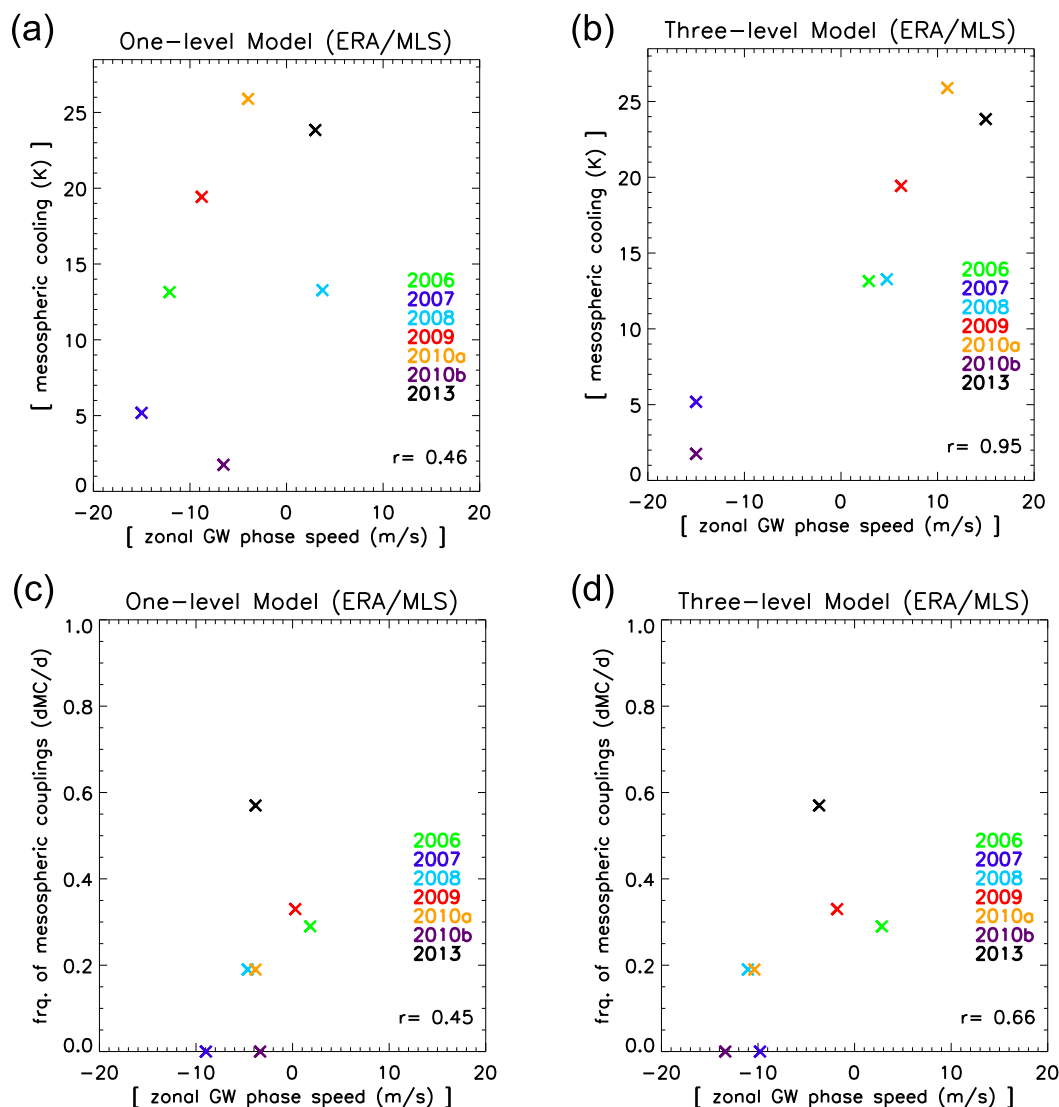 (a)
One-level Model (ERA/MLS)
[ mesospheric cooling (K) ]
25
20
15
10
5
0
2006
2007
2008
2009
2010a
2010b
2013
r= 0.46
-20 -10 0 10 20
[ zonal GW phase speed (m/s) ]
(b)
Three-level Model (ERA/MLS)
[ mesospheric cooling (K) ]
25
20
15
10
5
0
2006
2007
2008
2009
2010a
2010b
2013
r= 0.95
-20 -10 0 10 20
[ zonal GW phase speed (m/s) ]
(c)
One-level Model (ERA/MLS)
frq. of mesospheric couplings (dMC/d)
1.0
0.8
0.6
0.4
0.2
0.0
2006
2007
2008
2009
2010a
2010b
2013
r= 0.45
-20 -10 0 10 20
[ zonal GW phase speed (m/s) ]
(d)
Three-level Model (ERA/MLS)
frq. of mesospheric couplings (dMC/d)
1.0
0.8
0.6
0.4
0.2
0.0
2006
2007
2008
2009
2010a
2010b
2013
r= 0.66
-20 -10 0 10 20
[ zonal GW phase speed (m/s) ]